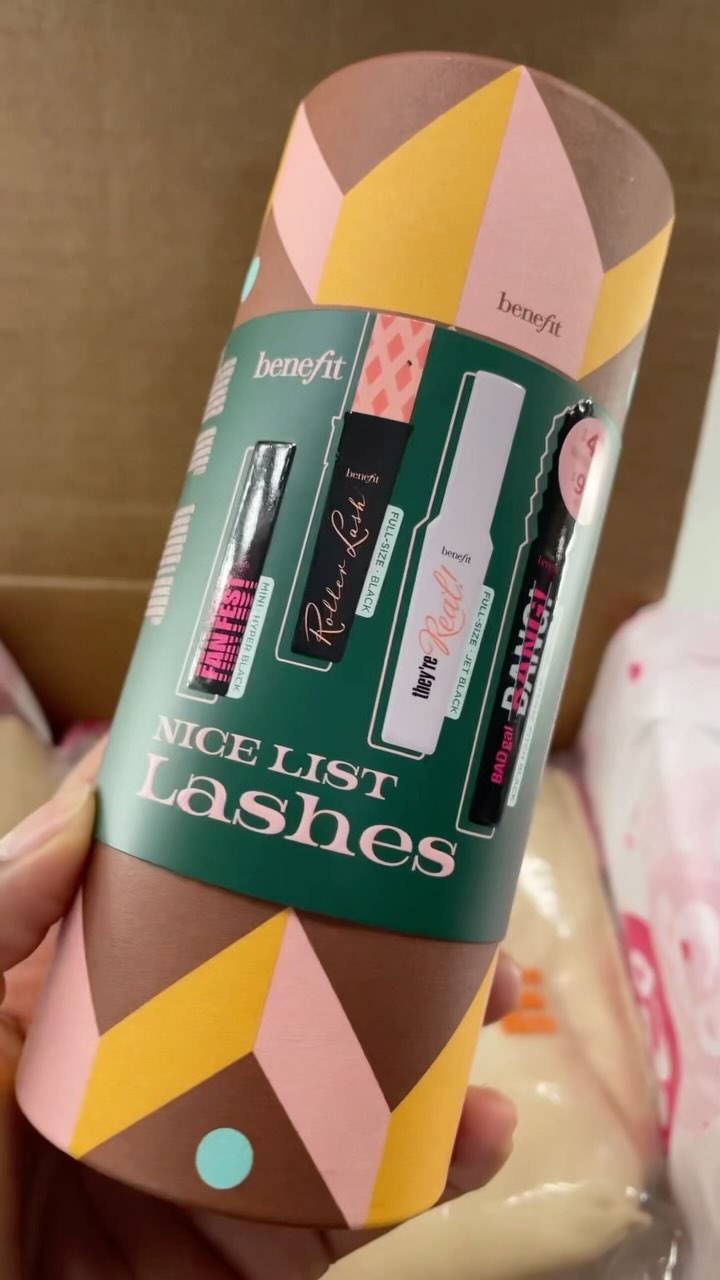 benefit
benefit
FAN FEST
MINI • HYPER BLACK
benefit
Roller Lash
FULL-SIZE • BLACK
benefit
they're Real!
FULL-SIZE • JET BLACK
BADgal
BANG!
NICE LIST
Lashes